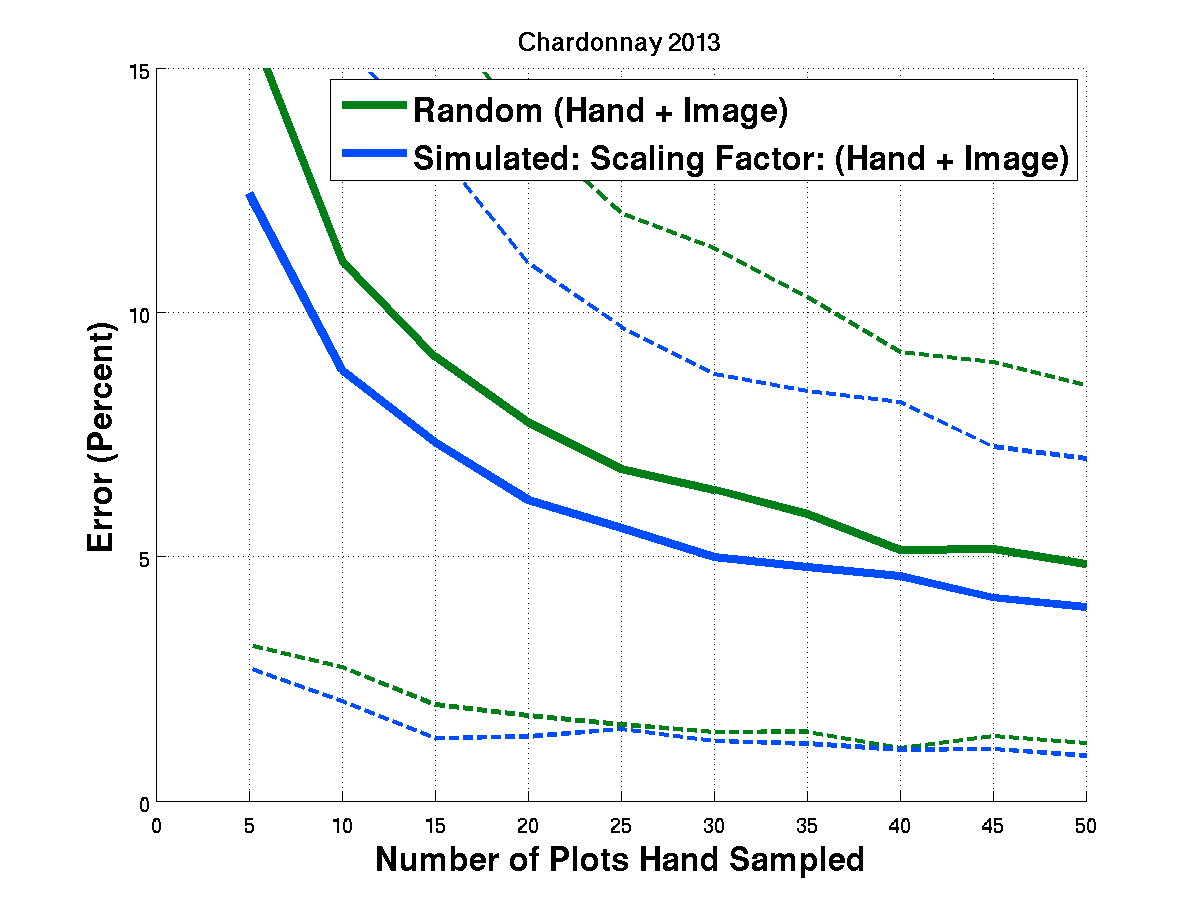 Chardonnay 2013
Random (Hand + Image)
Simulated: Scaling Factor: (Hand + Image)
Error (Percent)
15
10
5
0
0 5 10 15 20 25 30 35 40 45 50
Number of Plots Hand Sampled